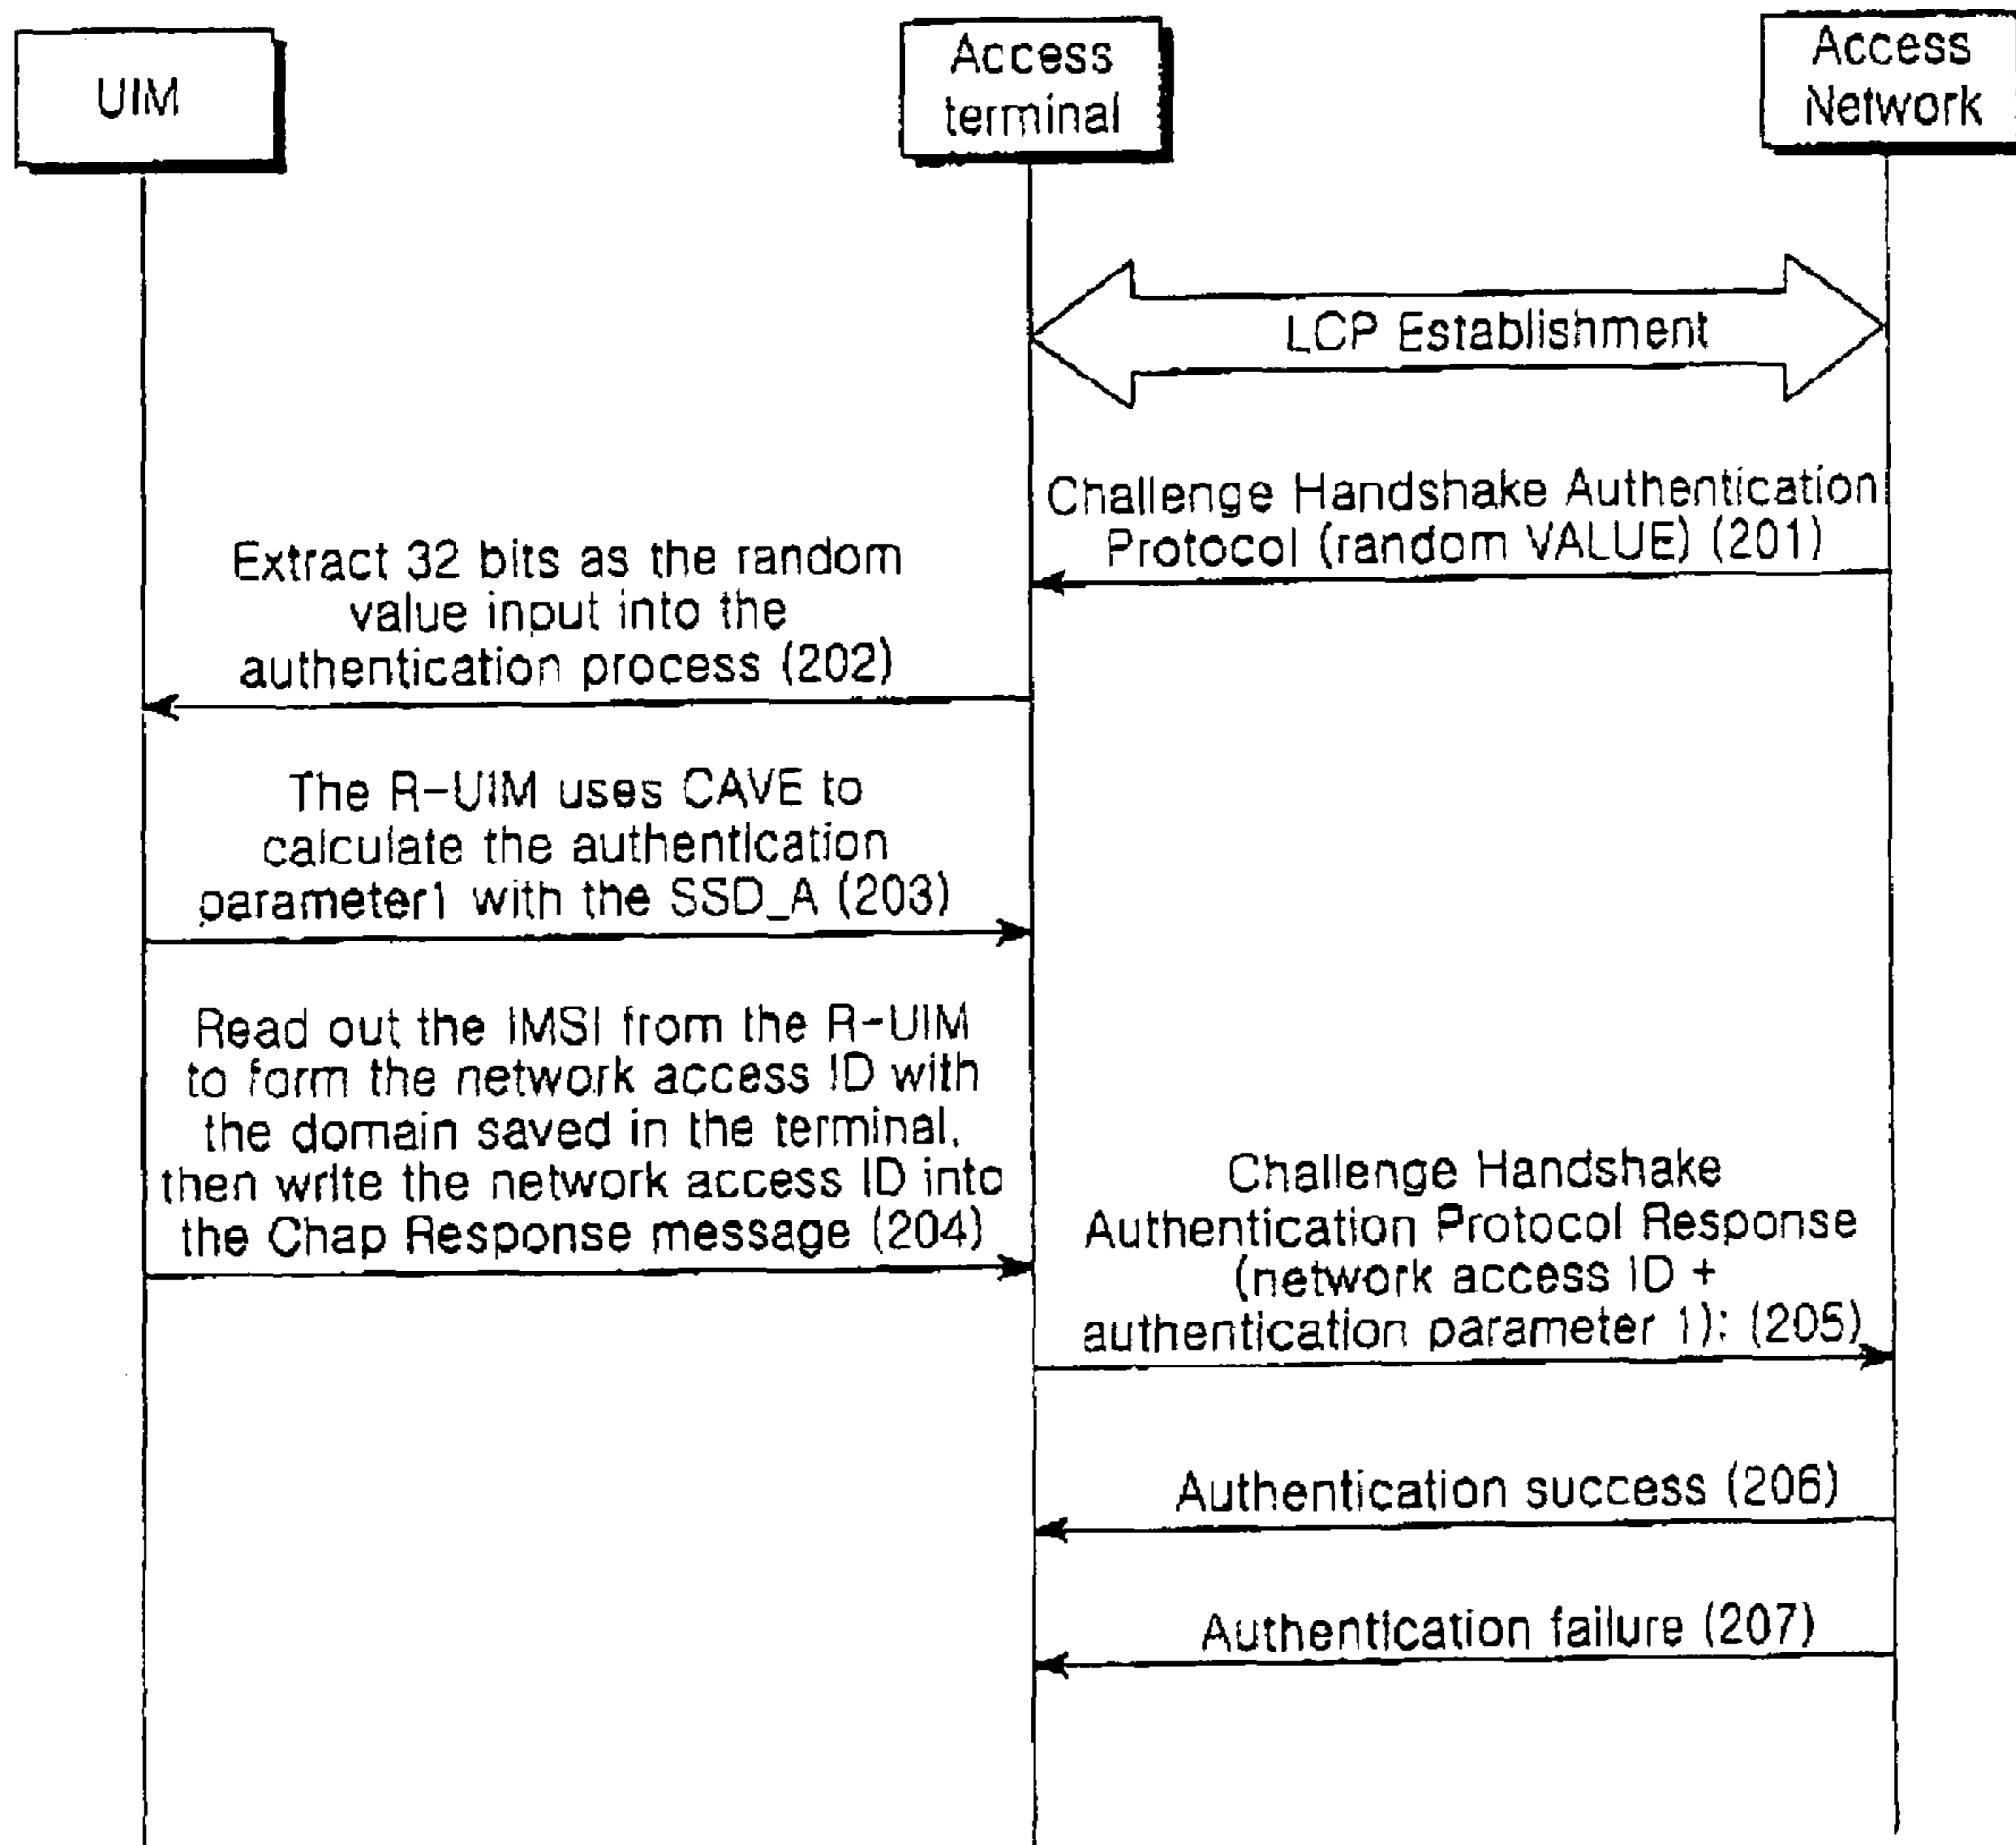 UIM
Access
terminal
Access
Network
LCP Establishment
Challenge Handshake Authentication
Protocol (random VALUE) (201)
Extract 32 bits as the random
value input into the
authentication process (202)
The R-UIM uses CAVE to
calculate the authentication
parameter1 with the SSD_A (203)
Read out the IMSI from the R-UIM
to form the network access ID with
the domain saved in the terminal,
then write the network access ID into
the Chap Response message (204)
Challenge Handshake
Authentication Protocol Response
(network access ID +
authentication parameter 1): (205)
Authentication success (206)
Authentication failure (207)